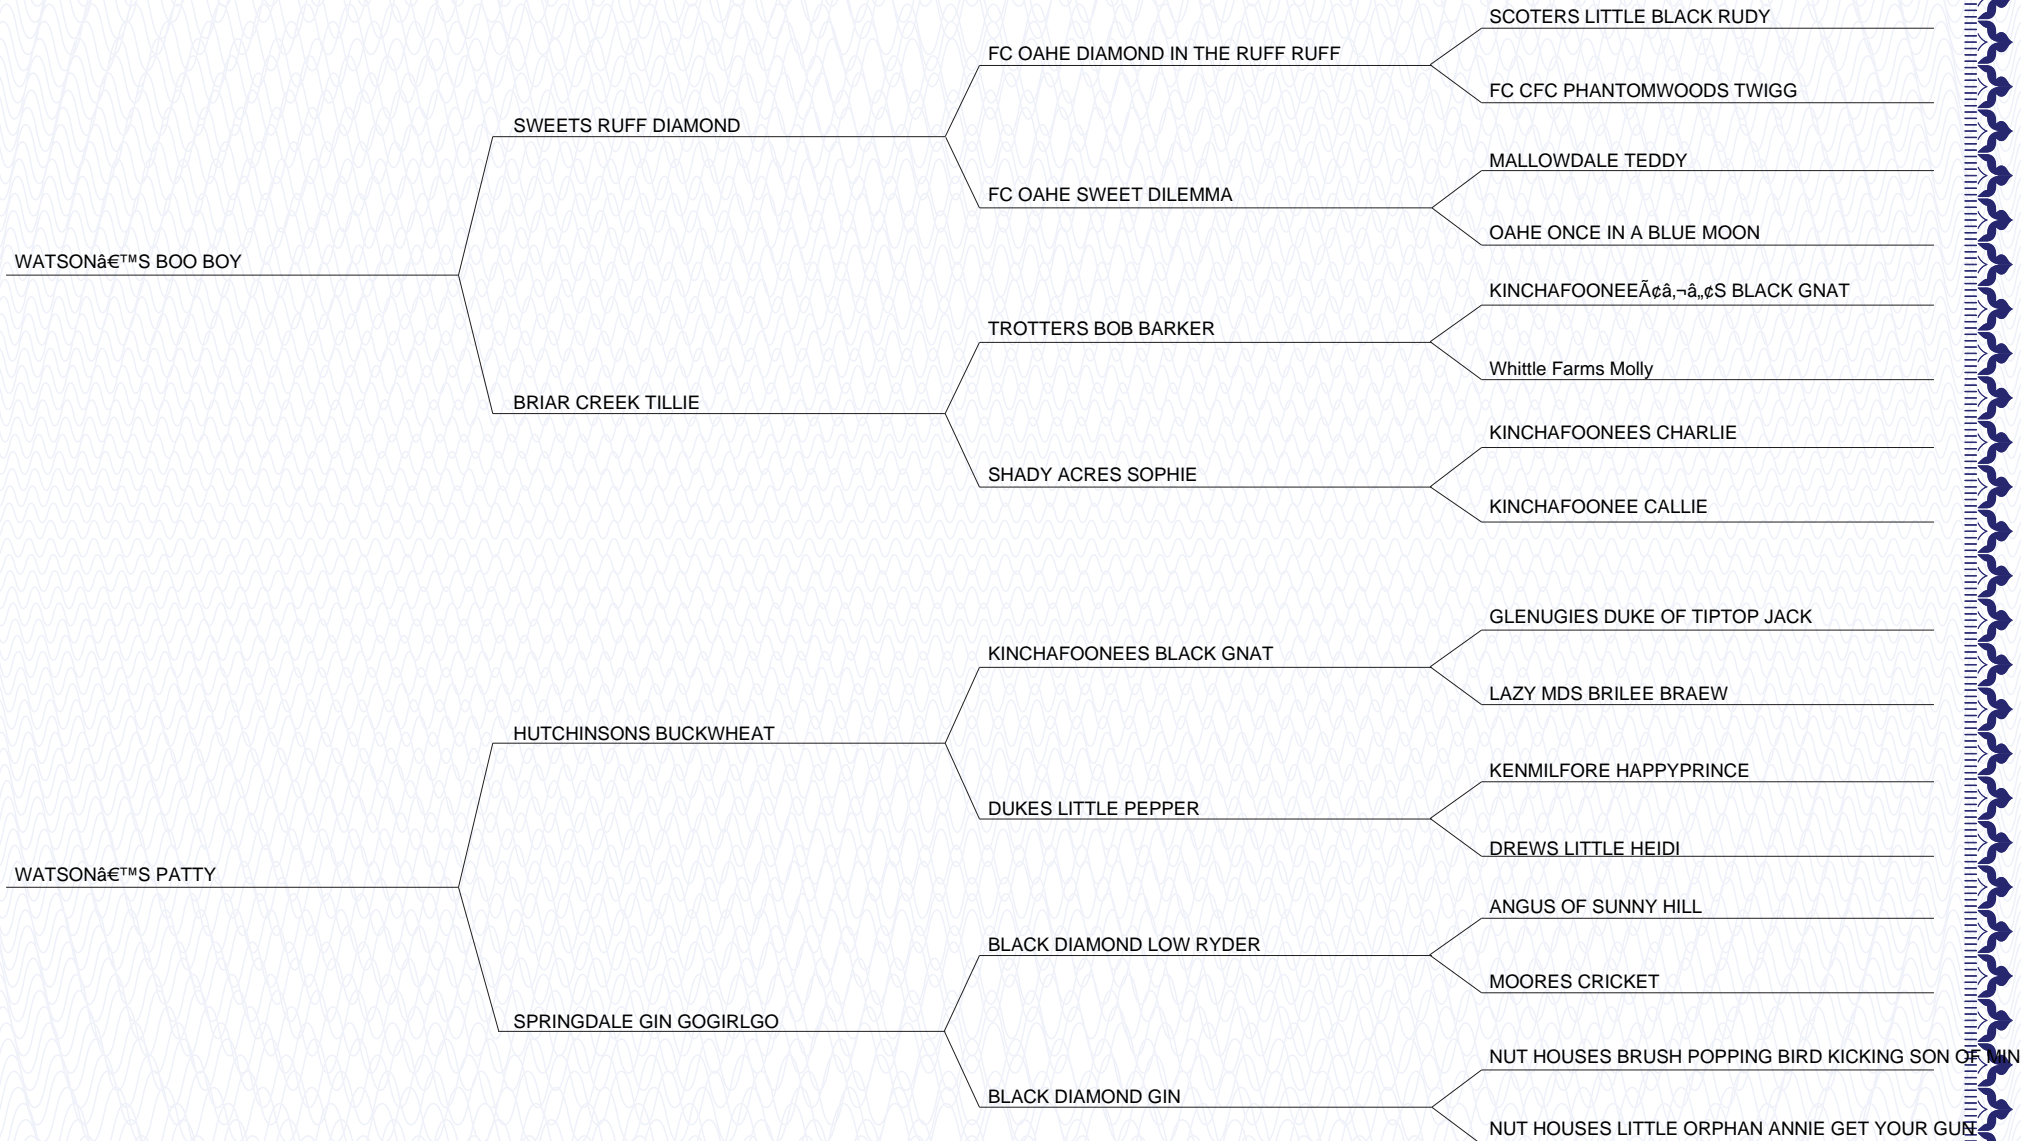 SCOTERS LITTLE BLACK RUDY
FC OAHE DIAMOND IN THE RUFF RUFF
FC CFC PHANTOMWOODS TWIGG
SWEETS RUFF DIAMOND
MALLOWDALE TEDDY
FC OAHE SWEET DILEMMA
OAHE ONCE IN A BLUE MOON
WATSONâ€™S BOO BOY
KINCHAFOONEEÃ¢â‚¬â„¢S BLACK GNAT
TROTTERS BOB BARKER
Whittle Farms Molly
BRIAR CREEK TILLIE
KINCHAFOONEES CHARLIE
SHADY ACRES SOPHIE
KINCHAFOONEE CALLIE
GLENUGIES DUKE OF TIPTOP JACK
KINCHAFOONEES BLACK GNAT
LAZY MDS BRILEE BRAEW
HUTCHINSONS BUCKWHEAT
KENMILFORE HAPPYPRINCE
DUKES LITTLE PEPPER
DREWS LITTLE HEIDI
WATSONâ€™S PATTY
ANGUS OF SUNNY HILL
BLACK DIAMOND LOW RYDER
MOORES CRICKET
SPRINGDALE GIN GOGIRLGO
NUT HOUSES BRUSH POPPING BIRD KICKING SON OF MIN
BLACK DIAMOND GIN
NUT HOUSES LITTLE ORPHAN ANNIE GET YOUR GUN